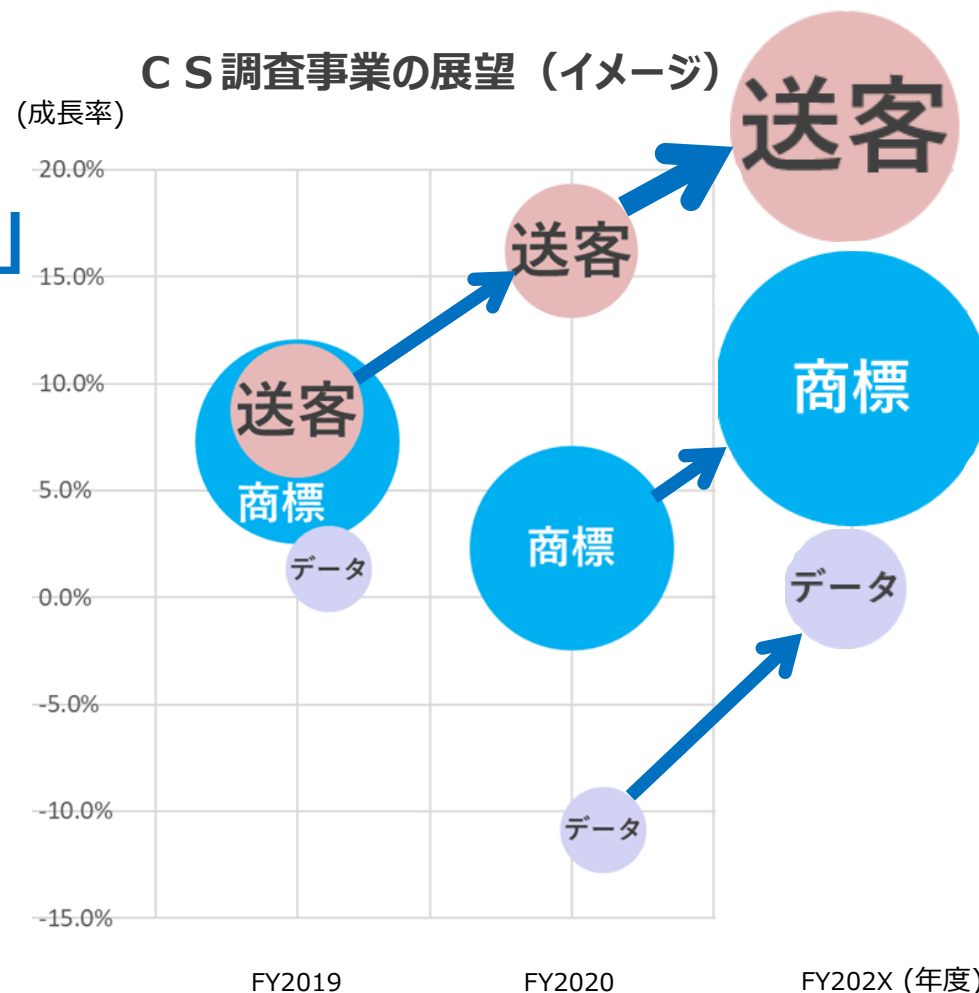 ＣＳ調査事業の展望（イメージ）
(成長率)
20.0%
15.0%
10.0%
5.0%
0.0%
-5.0%
-10.0%
-15.0%
」
送客
商標
データ
送客
商標
データ
送客
商標
データ
FY2019
FY2020
FY202X (年度)